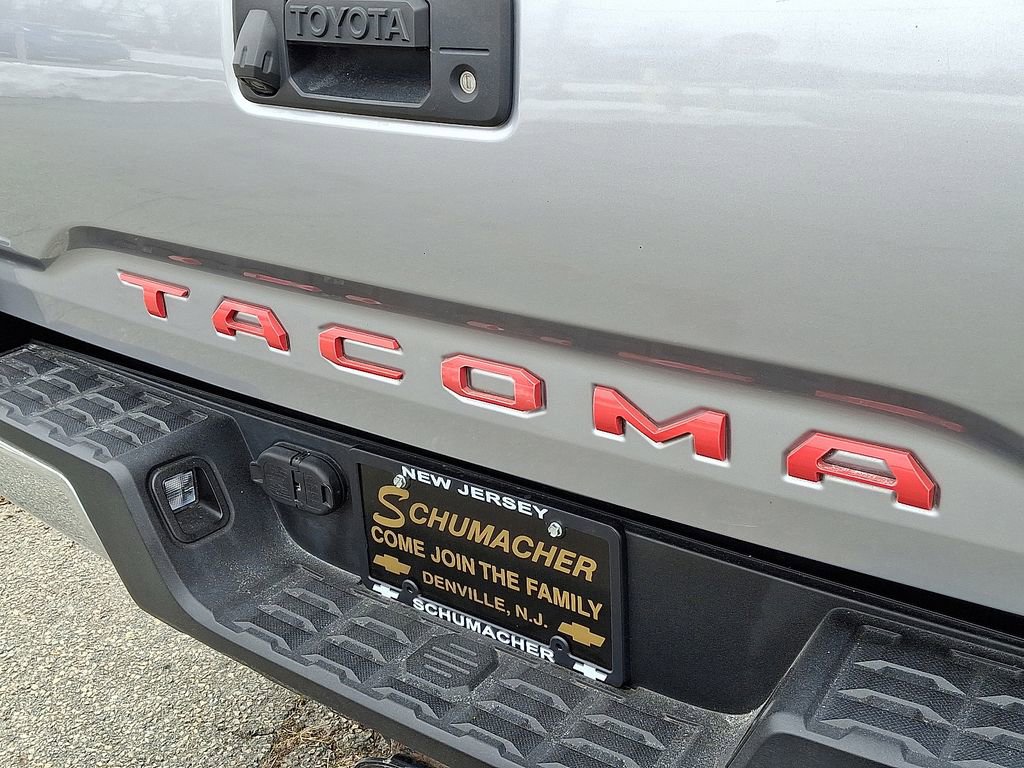 TOYOTA
TACOMA
NEW JERSEY
SCHUMACHER
COME JOIN THE FAMILY
DENVILLE, N.J.
SCHUMACHER